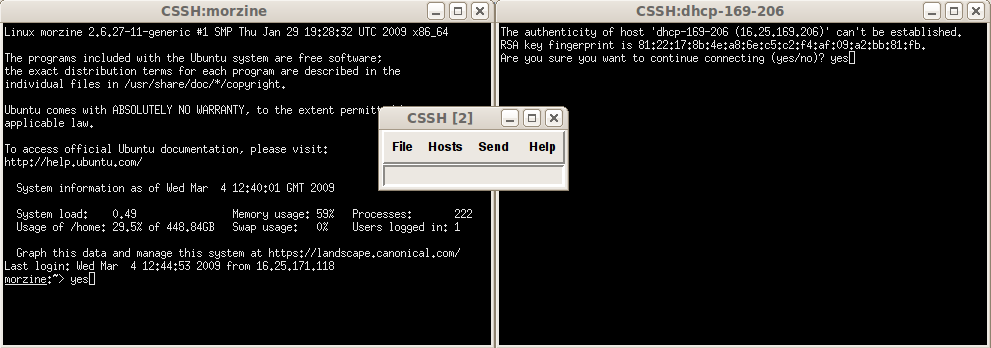 CSSH:morzine
Linux morzine 2.6.27-11-generic #1 SMP Thu Jan 29 19:28:32 UTC 2009 x86_64
The programs included with the Ubuntu system are free software;
the exact distribution terms for each program are described in the
individual files in /usr/share/doc/*/copyright.
Ubuntu comes with ABSOLUTELY NO WARRANTY, to the extent
applicable law.
To access official Ubuntu documentation, please visit:
http://help.ubuntu.com/
System information as of Wed Mar  4 12:40:01 GMT 2009
System load:    0.49                Memory usage: 59%   Processes:       222
Usage of /home: 29.5% of 448.84GB   Swap usage:   0%    Users logged in: 1
Graph this data and manage this system at https://landscape.canonical.com/
Last login: Wed Mar  4 12:44:53 2009 from 16.25.171.118
morzine:~> yes
CSSH [2]
File Hosts Send Help
CSSH:dhcp-169-206
The authenticity of host 'dhcp-169-206 (16.25.169.206)' can't be established.
RSA key fingerprint is 81:22:17:8b:4e:a8:6e:c5:c2:f4:af:09:a2:bb:81:fb.
Are you sure you want to continue connecting (yes/no)? yes